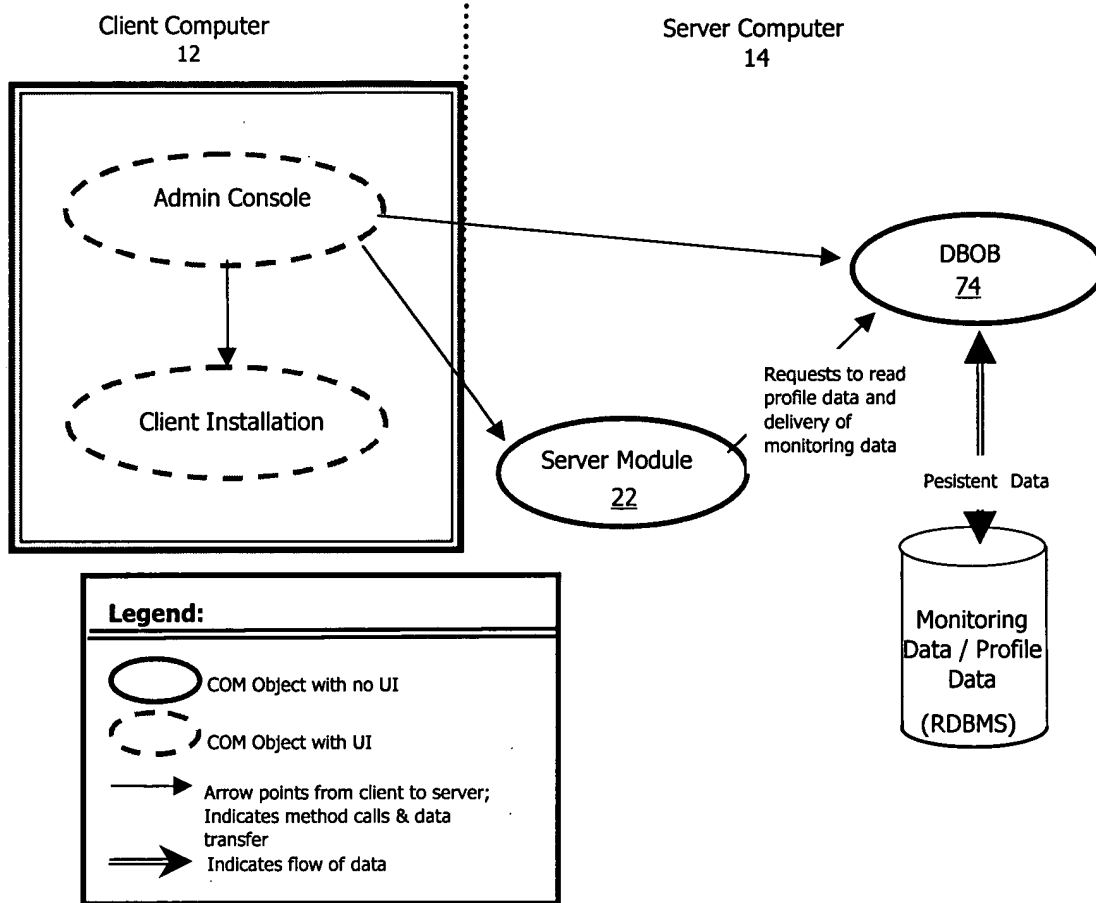 Client Computer
12
Server Computer
14
Admin Console
Client Installation
DBOB
74
Requests to read
profile data and
delivery of
monitoring data
Server Module
22
Pesistent Data
Monitoring
Data / Profile
Data
(RDBMS)
Legend:
COM Object with no UI
COM Object with UI
Arrow points from client to server;
Indicates method calls & data
transfer
Indicates flow of data